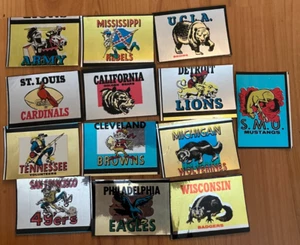 ARMY
MISSISSIPPI
REBELS
U.C.L.A.
ST. LOUIS
CARDINALS
CALIFORNIA
DETROIT
LIONS
S.M.U.
MUSTANGS
TENNESSEE
CLEVELAND
BROWNS
MICHIGAN
WOLVERINES
SAN FRANCISCO
49ers
PHILADELPHIA
EAGLES
WISCONSIN
BADGERS